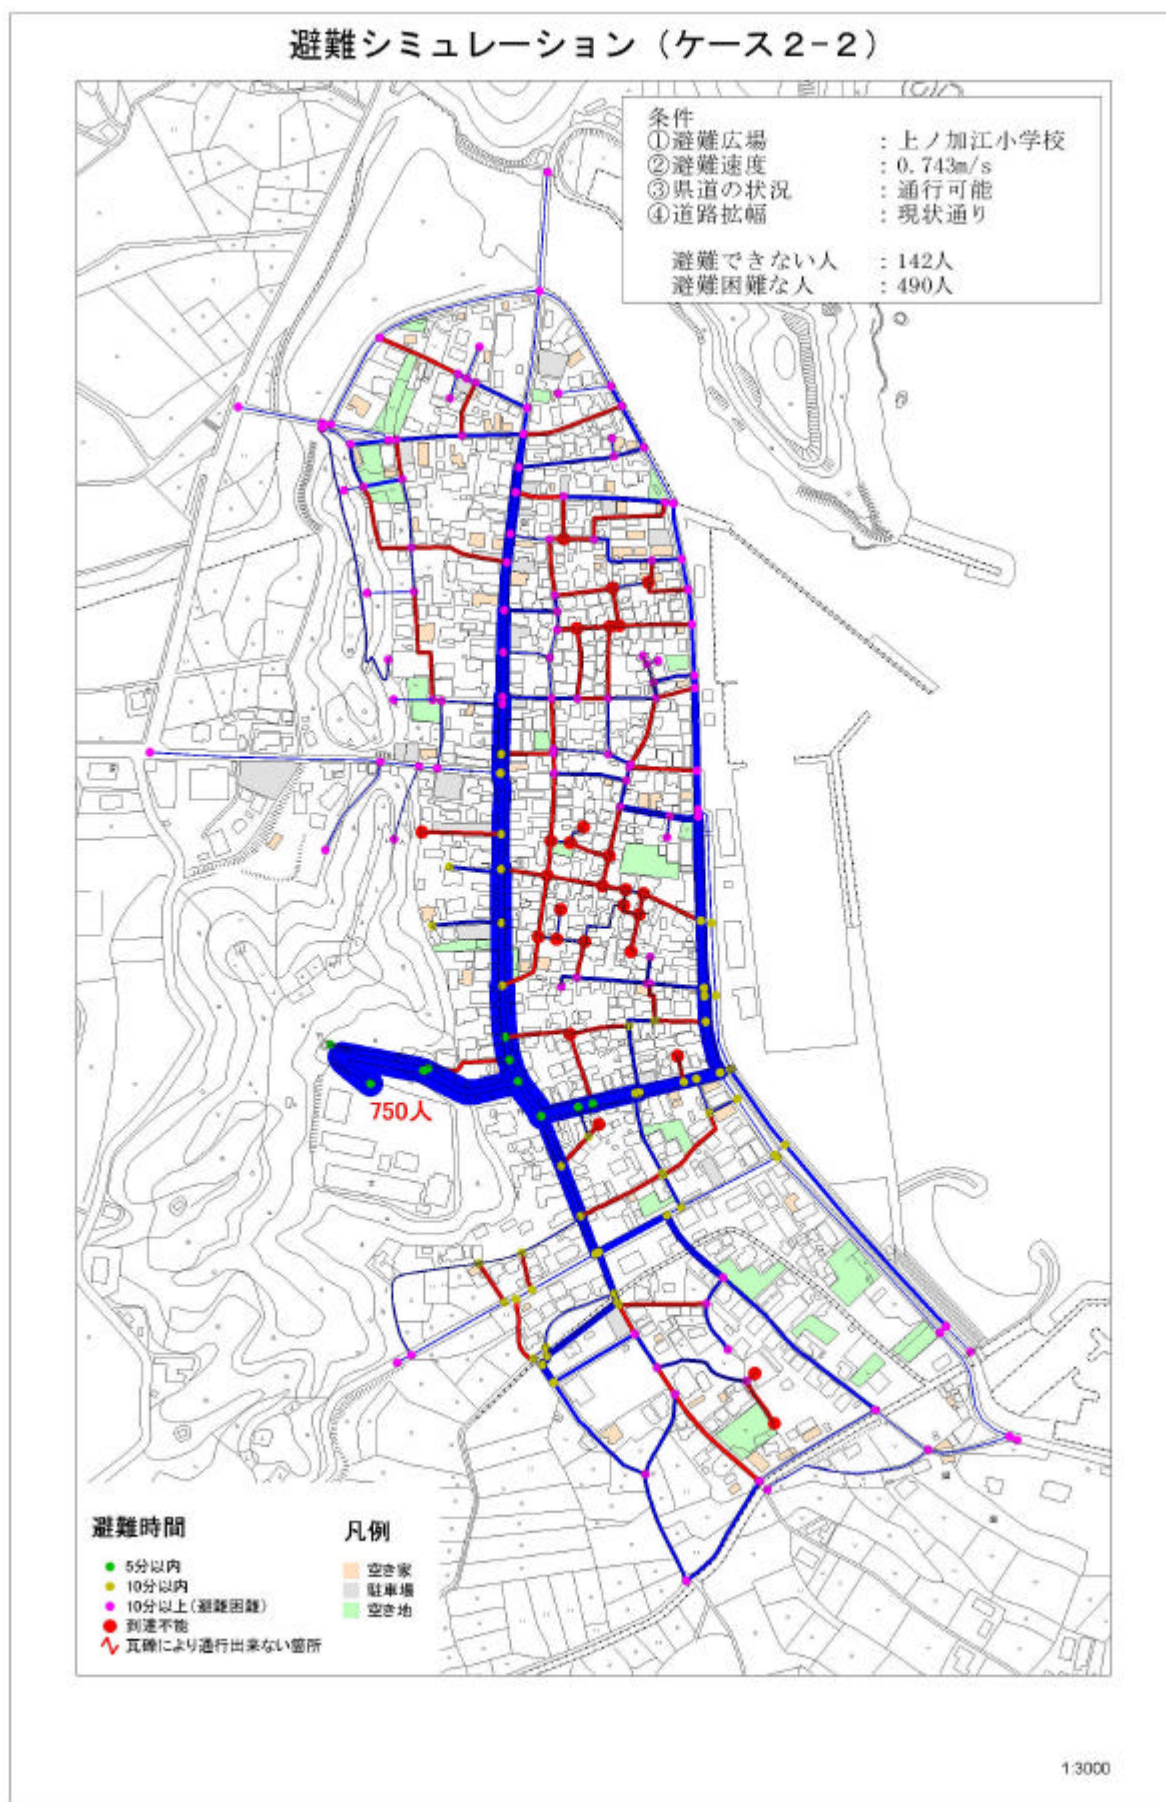 避難シミュレーション（ケース２−２）
条件
①避難広場 ：上ノ加江小学校
②避難速度 ：0.743m/s
③県道の状況 ：通行可能
④道路拡幅 ：現状通り
避難できない人 ：142人
避難困難な人 ：490人
750人
避難時間
5分以内
10分以内
10分以上(避難困難)
到達不能
瓦礫により通行出来ない箇所
凡例
空き家
駐車場
空き地
1:3000